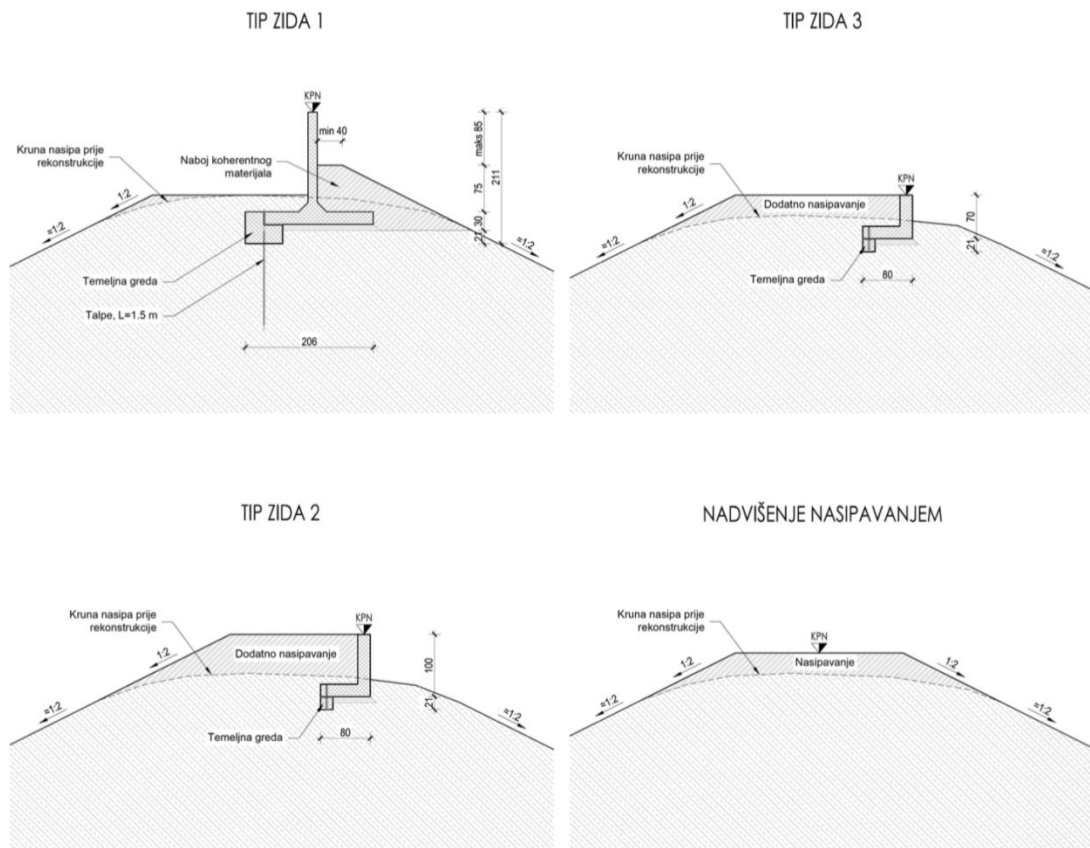 TIP ZIDA 1
KPN
min 40
maks 85
211
75
30
21
Kruna nasipa prije
rekonstrukcije
Naboj koherentnog
materijala
1:2
≈1:2
≈1:2
Temeljna greda
Talpe, L=1.5 m
206
TIP ZIDA 3
KPN
Kruna nasipa prije
rekonstrukcije
Dodatno nasipavanje
1:2
≈1:2
≈1:2
70
21
Temeljna greda
80
TIP ZIDA 2
KPN
Kruna nasipa prije
rekonstrukcije
Dodatno nasipavanje
1:2
≈1:2
≈1:2
100
21
Temeljna greda
80
NADVIŠENJE NASIPAVANJEM
KPN
Kruna nasipa prije
rekonstrukcije
Nasipavanje
1:2
1:2
≈1:2
≈1:2